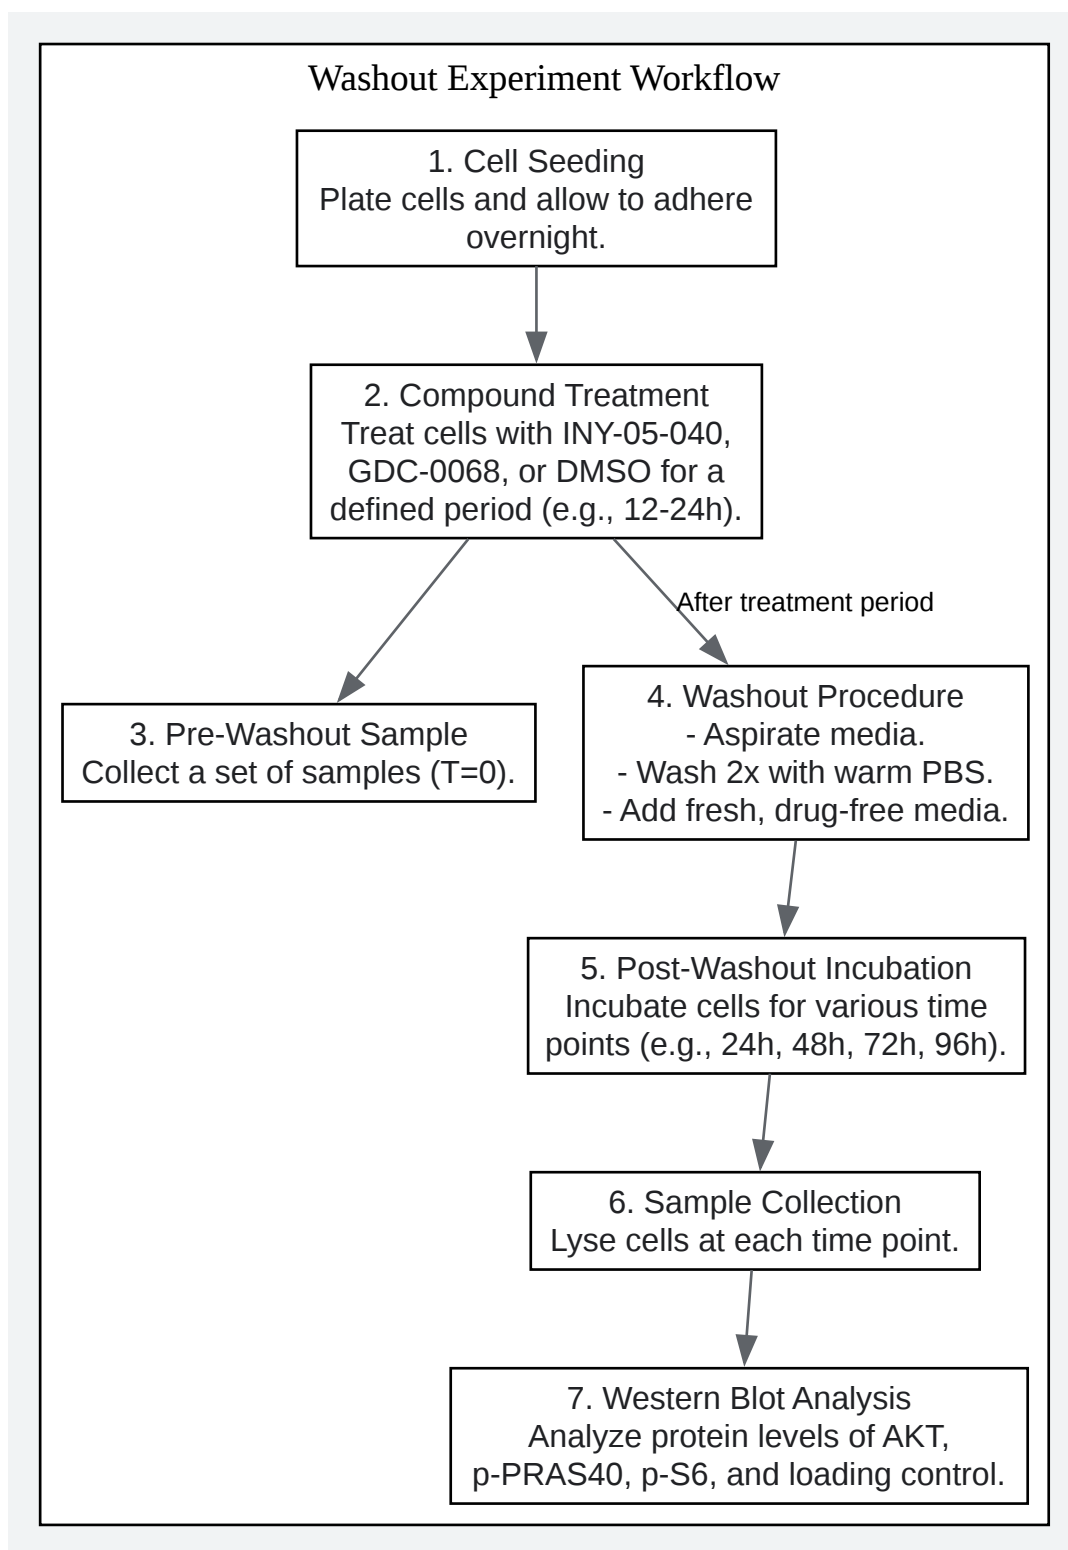 Washout Experiment Workflow
1. Cell Seeding
Plate cells and allow to adhere
overnight.
2. Compound Treatment
Treat cells with INY-05-040,
GDC-0068, or DMSO for a
defined period (e.g., 12-24h).
After treatment period
3. Pre-Washout Sample
Collect a set of samples (T=0).
4. Washout Procedure
- Aspirate media.
- Wash 2x with warm PBS.
- Add fresh, drug-free media.
5. Post-Washout Incubation
Incubate cells for various time
points (e.g., 24h, 48h, 72h, 96h).
6. Sample Collection
Lyse cells at each time point.
7. Western Blot Analysis
Analyze protein levels of AKT,
p-PRAS40, p-S6, and loading control.